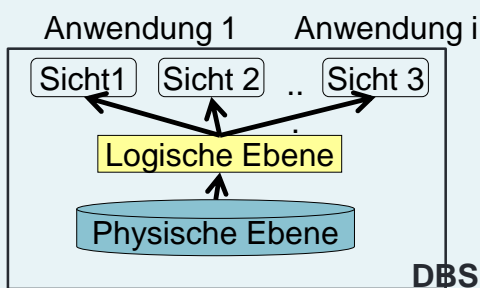 Anwendung 1 Anwendung i
Sicht1 Sicht 2 .. Sicht 3
.
Logische Ebene
Physische Ebene
DBS